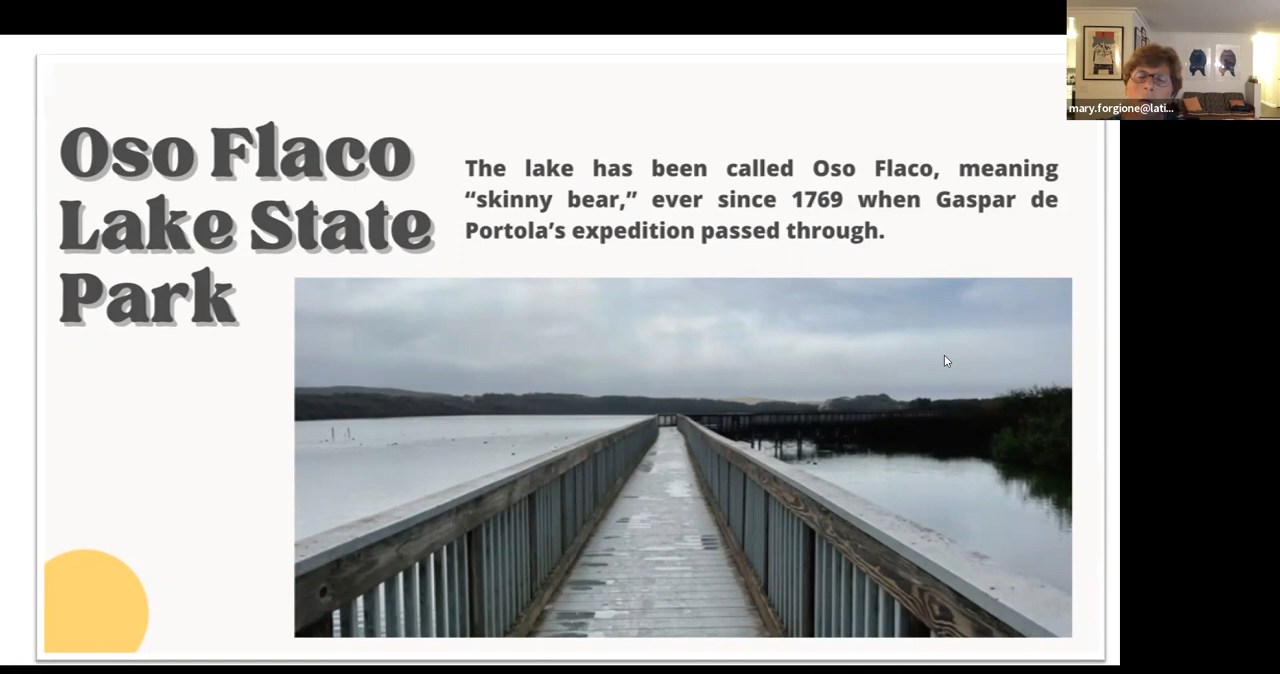 Oso Flaco
Lake State
Park
The lake has been called Oso Flaco, meaning
“skinny bear,” ever since 1769 when Gaspar de
Portola’s expedition passed through.
mary.forgione@lati...